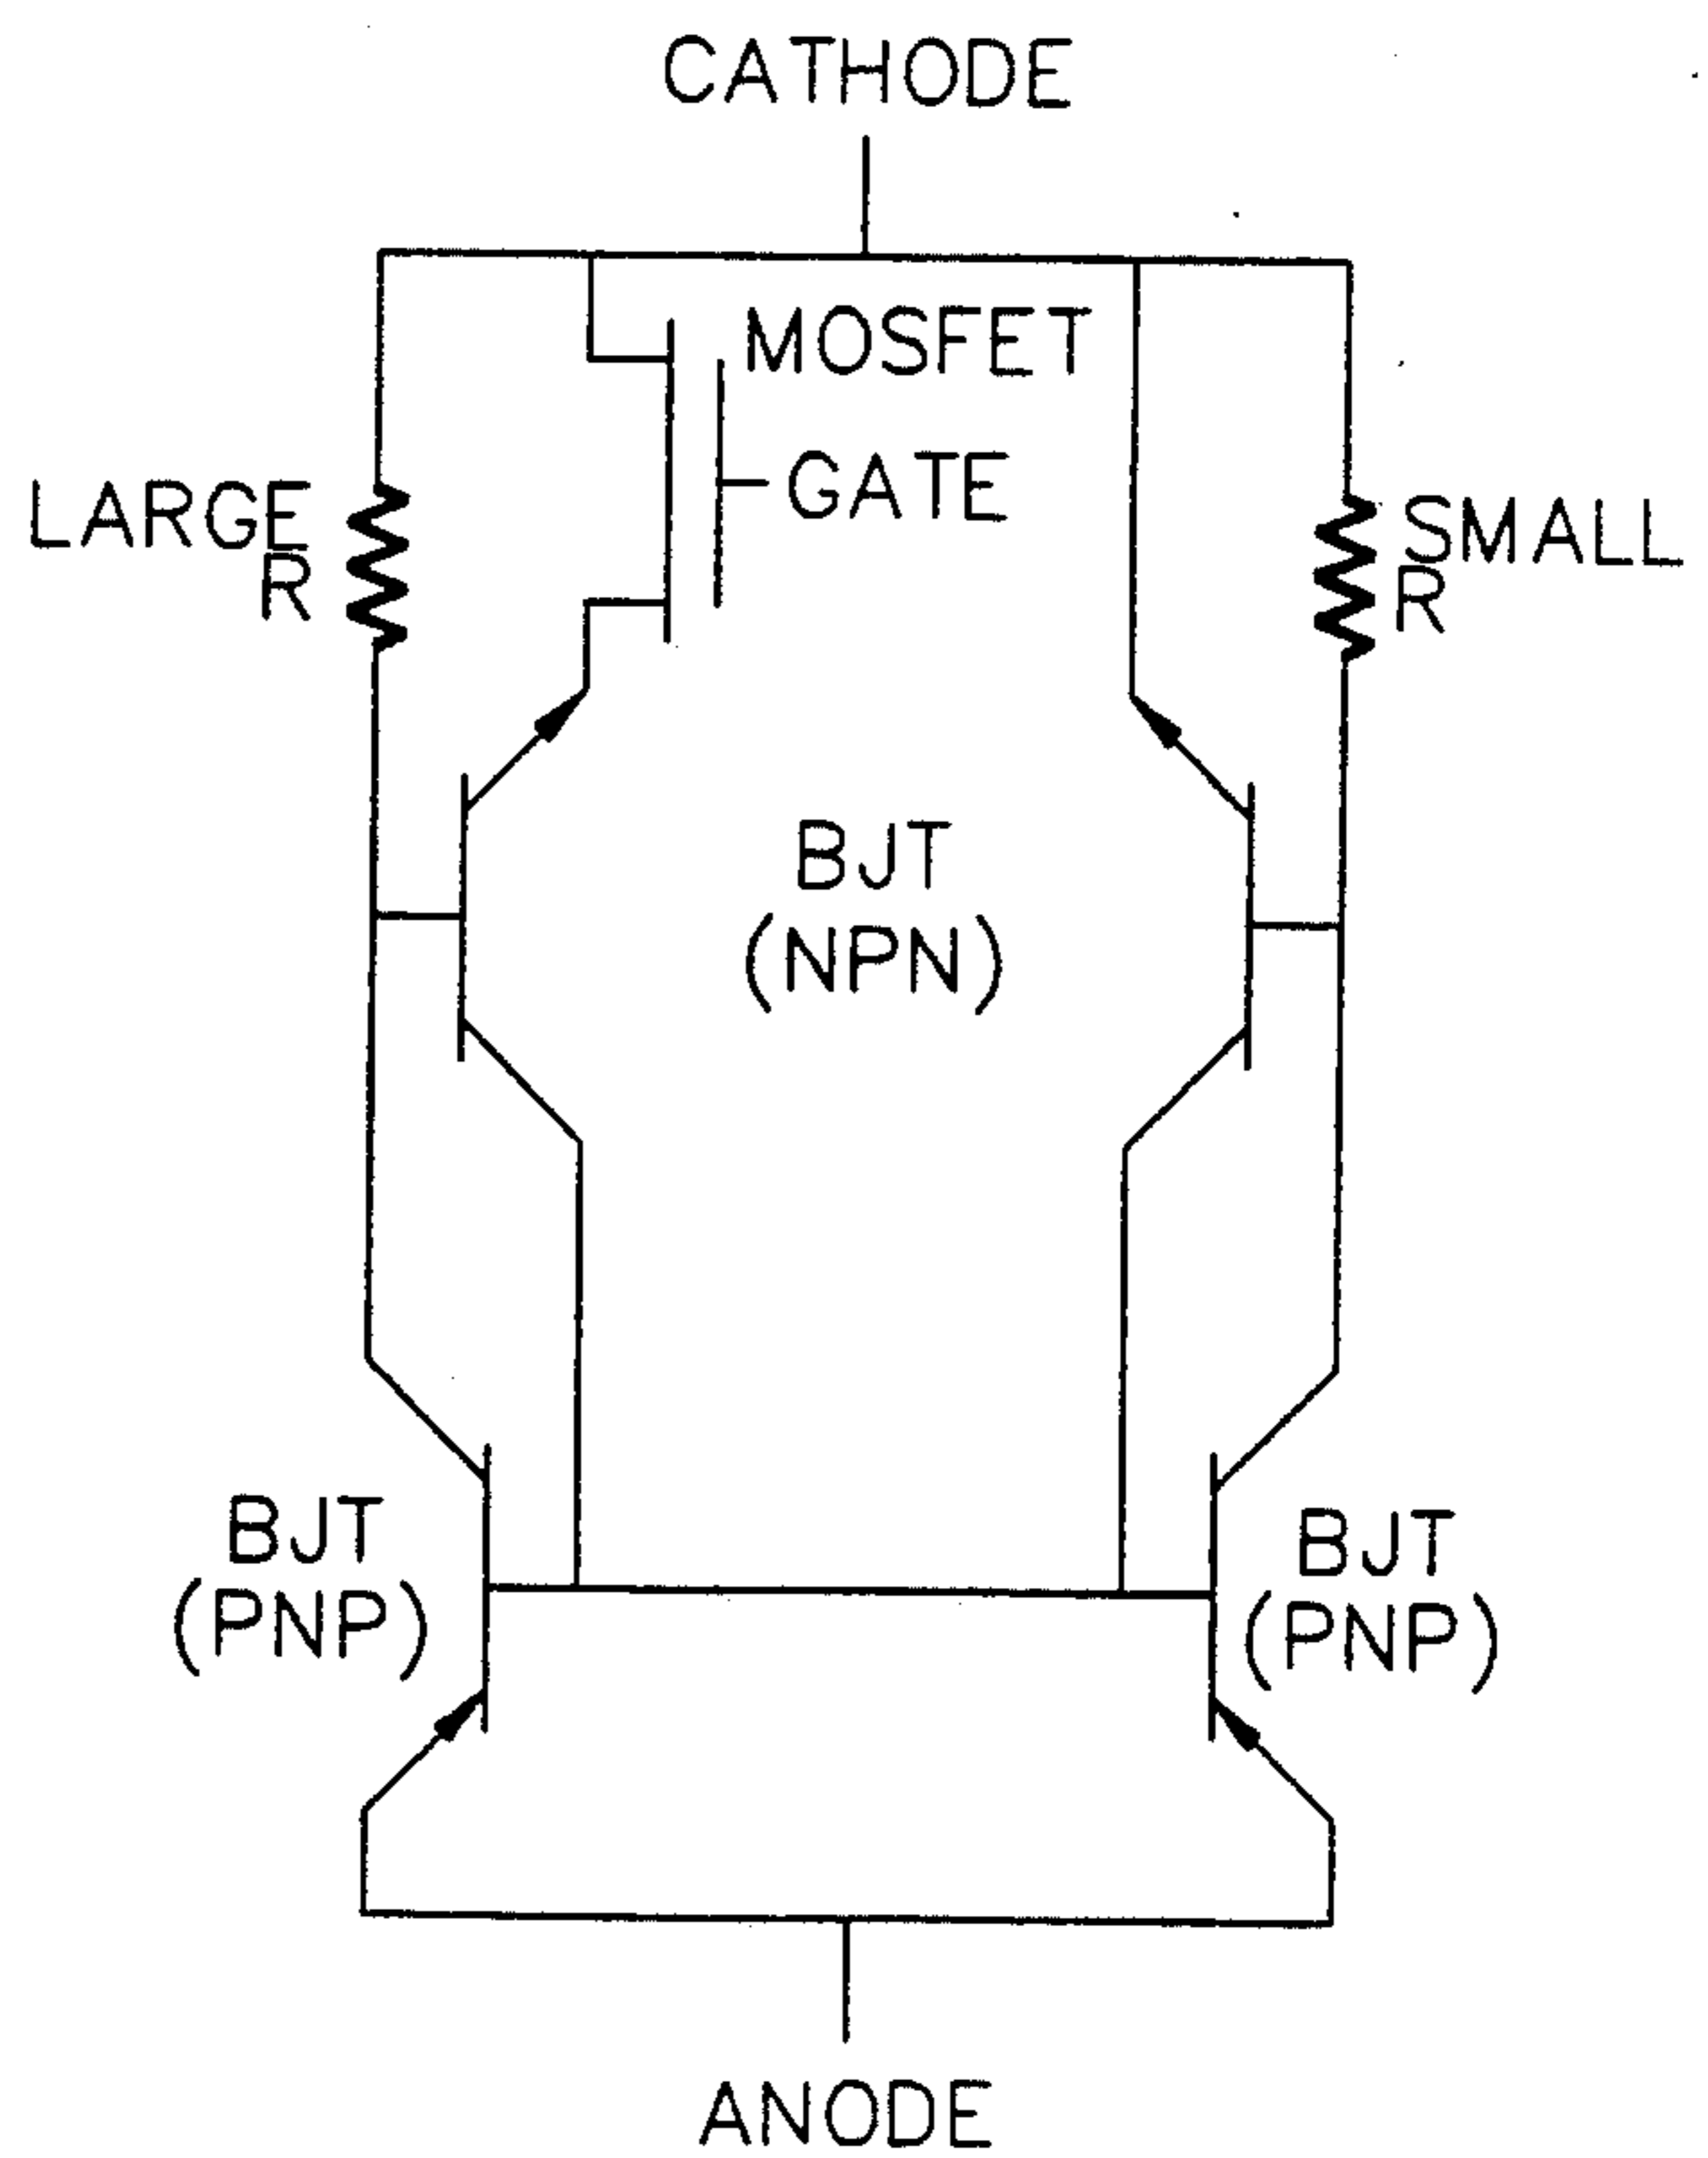 CATHODE
MOSFET
GATE
LARGE
R
SMALL
R
BJT
(NPN)
BJT
(PNP)
BJT
(PNP)
ANODE